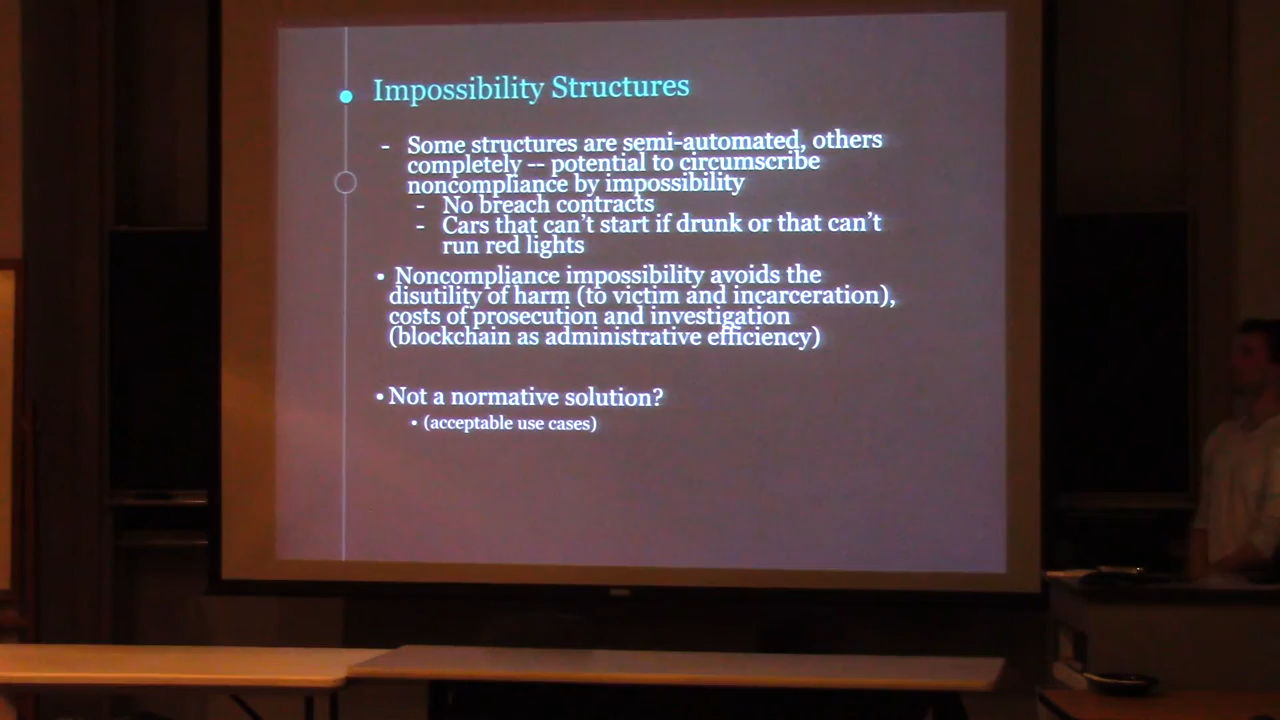 Impossibility Structures
- Some structures are semi-automated, others
completely -- potential to circumscribe
noncompliance by impossibility
- No breach contracts
- Cars that can't start if drunk or that can't
run red lights
• Noncompliance impossibility avoids the
disutility of harm (to victim and incarceration),
costs of prosecution and investigation
(blockchain as administrative efficiency)
• Not a normative solution?
• (acceptable use cases)